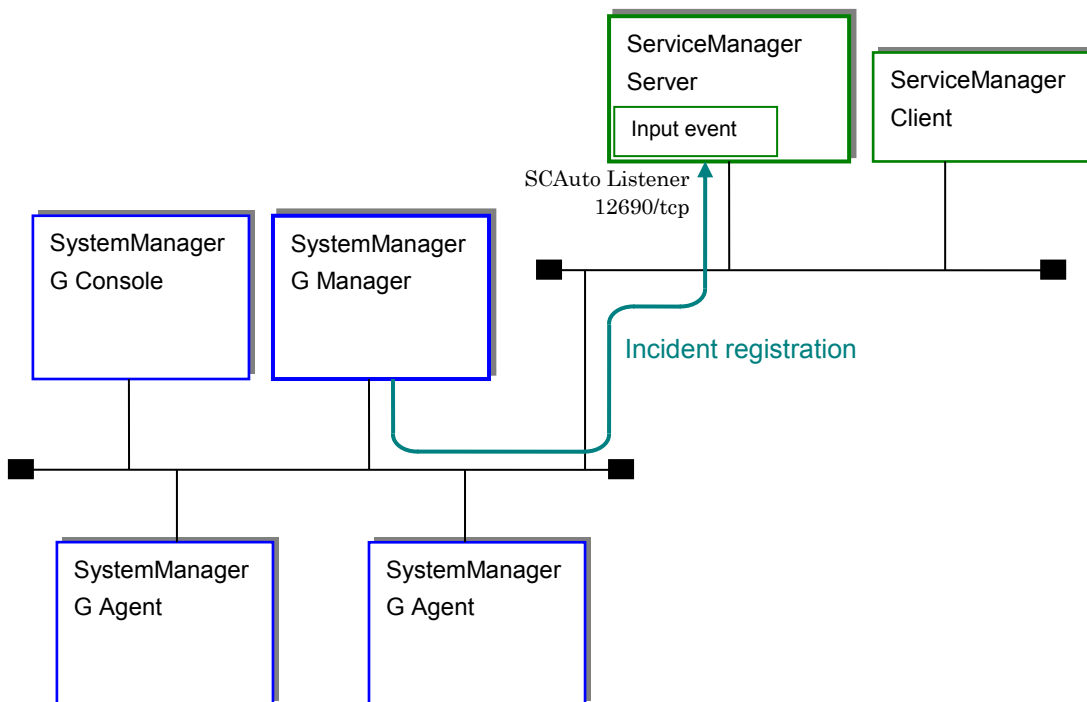 ServiceManager
Server
Input event
ServiceManager
Client
SCAuto Listener
12690/tcp
SystemManager
G Console
SystemManager
G Manager
Incident registration
SystemManager
G Agent
SystemManager
G Agent